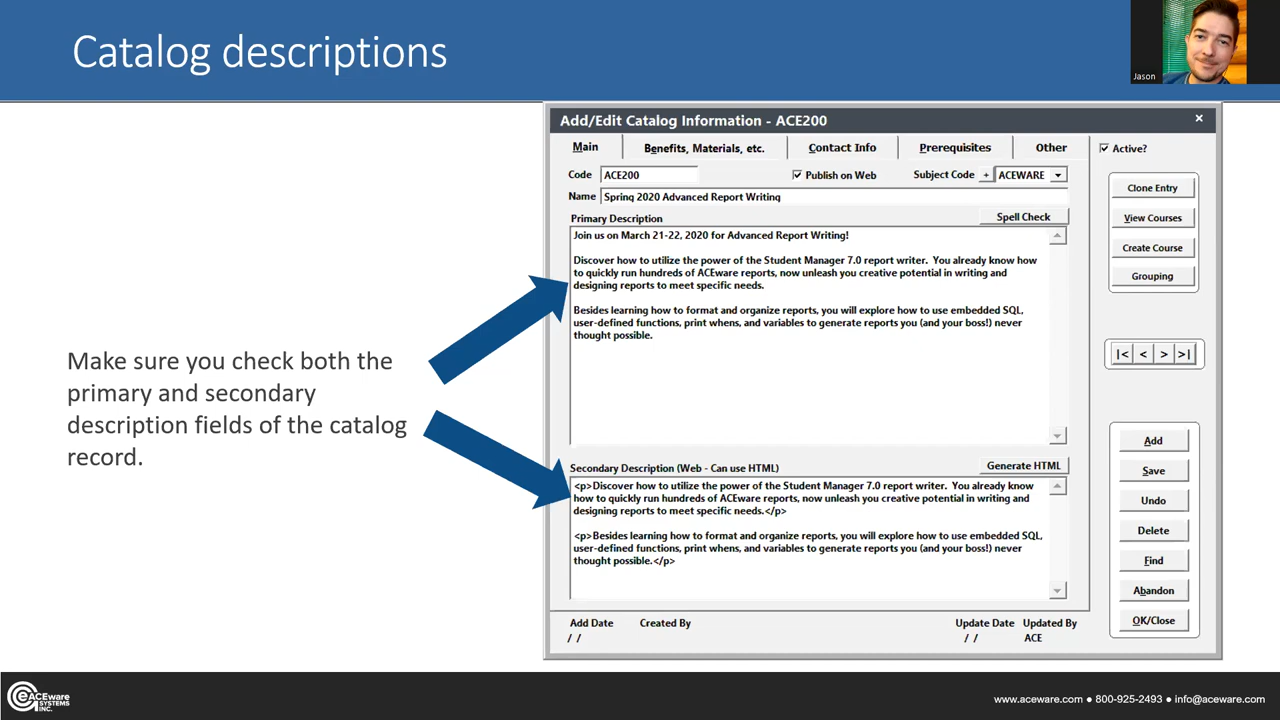 Catalog descriptions
Jason
Add/Edit Catalog Information - ACE200
Main
Benefits, Materials, etc.
Contact Info
Prerequisites
Other
Active?
Code
ACE200
Publish on Web
Subject Code
+
ACEWARE
Name
Spring 2020 Advanced Report Writing
Primary Description
Spell Check
Join us on March 21-22, 2020 for Advanced Report Writing!
Discover how to utilize the power of the Student Manager 7.0 report writer.  You already know how
to quickly run hundreds of ACEware reports, now unleash you creative potential in writing and
designing reports to meet specific needs.
Besides learning how to format and organize reports, you will explore how to use embedded SQL,
user-defined functions, print whens, and variables to generate reports you (and your boss!) never
thought possible.
Clone Entry
View Courses
Create Course
Grouping
|<
<
>
>|
Make sure you check both the
primary and secondary
description fields of the catalog
record.
Secondary Description (Web - Can use HTML)
Generate HTML
<p>Discover how to utilize the power of the Student Manager 7.0 report writer.  You already know
how to quickly run hundreds of ACEware reports, now unleash you creative potential in writing and
designing reports to meet specific needs.</p>
<p>Besides learning how to format and organize reports, you will explore how to use embedded SQL,
user-defined functions, print whens, and variables to generate reports you (and your boss!) never
thought possible.</p>
Add
Save
Undo
Delete
Find
Abandon
OK/Close
Add Date
Created By
Update Date
Updated By
/ /
/ /
ACE
ACEware
SYSTEMS
INC.
www.aceware.com ● 800-925-2493 ● info@aceware.com